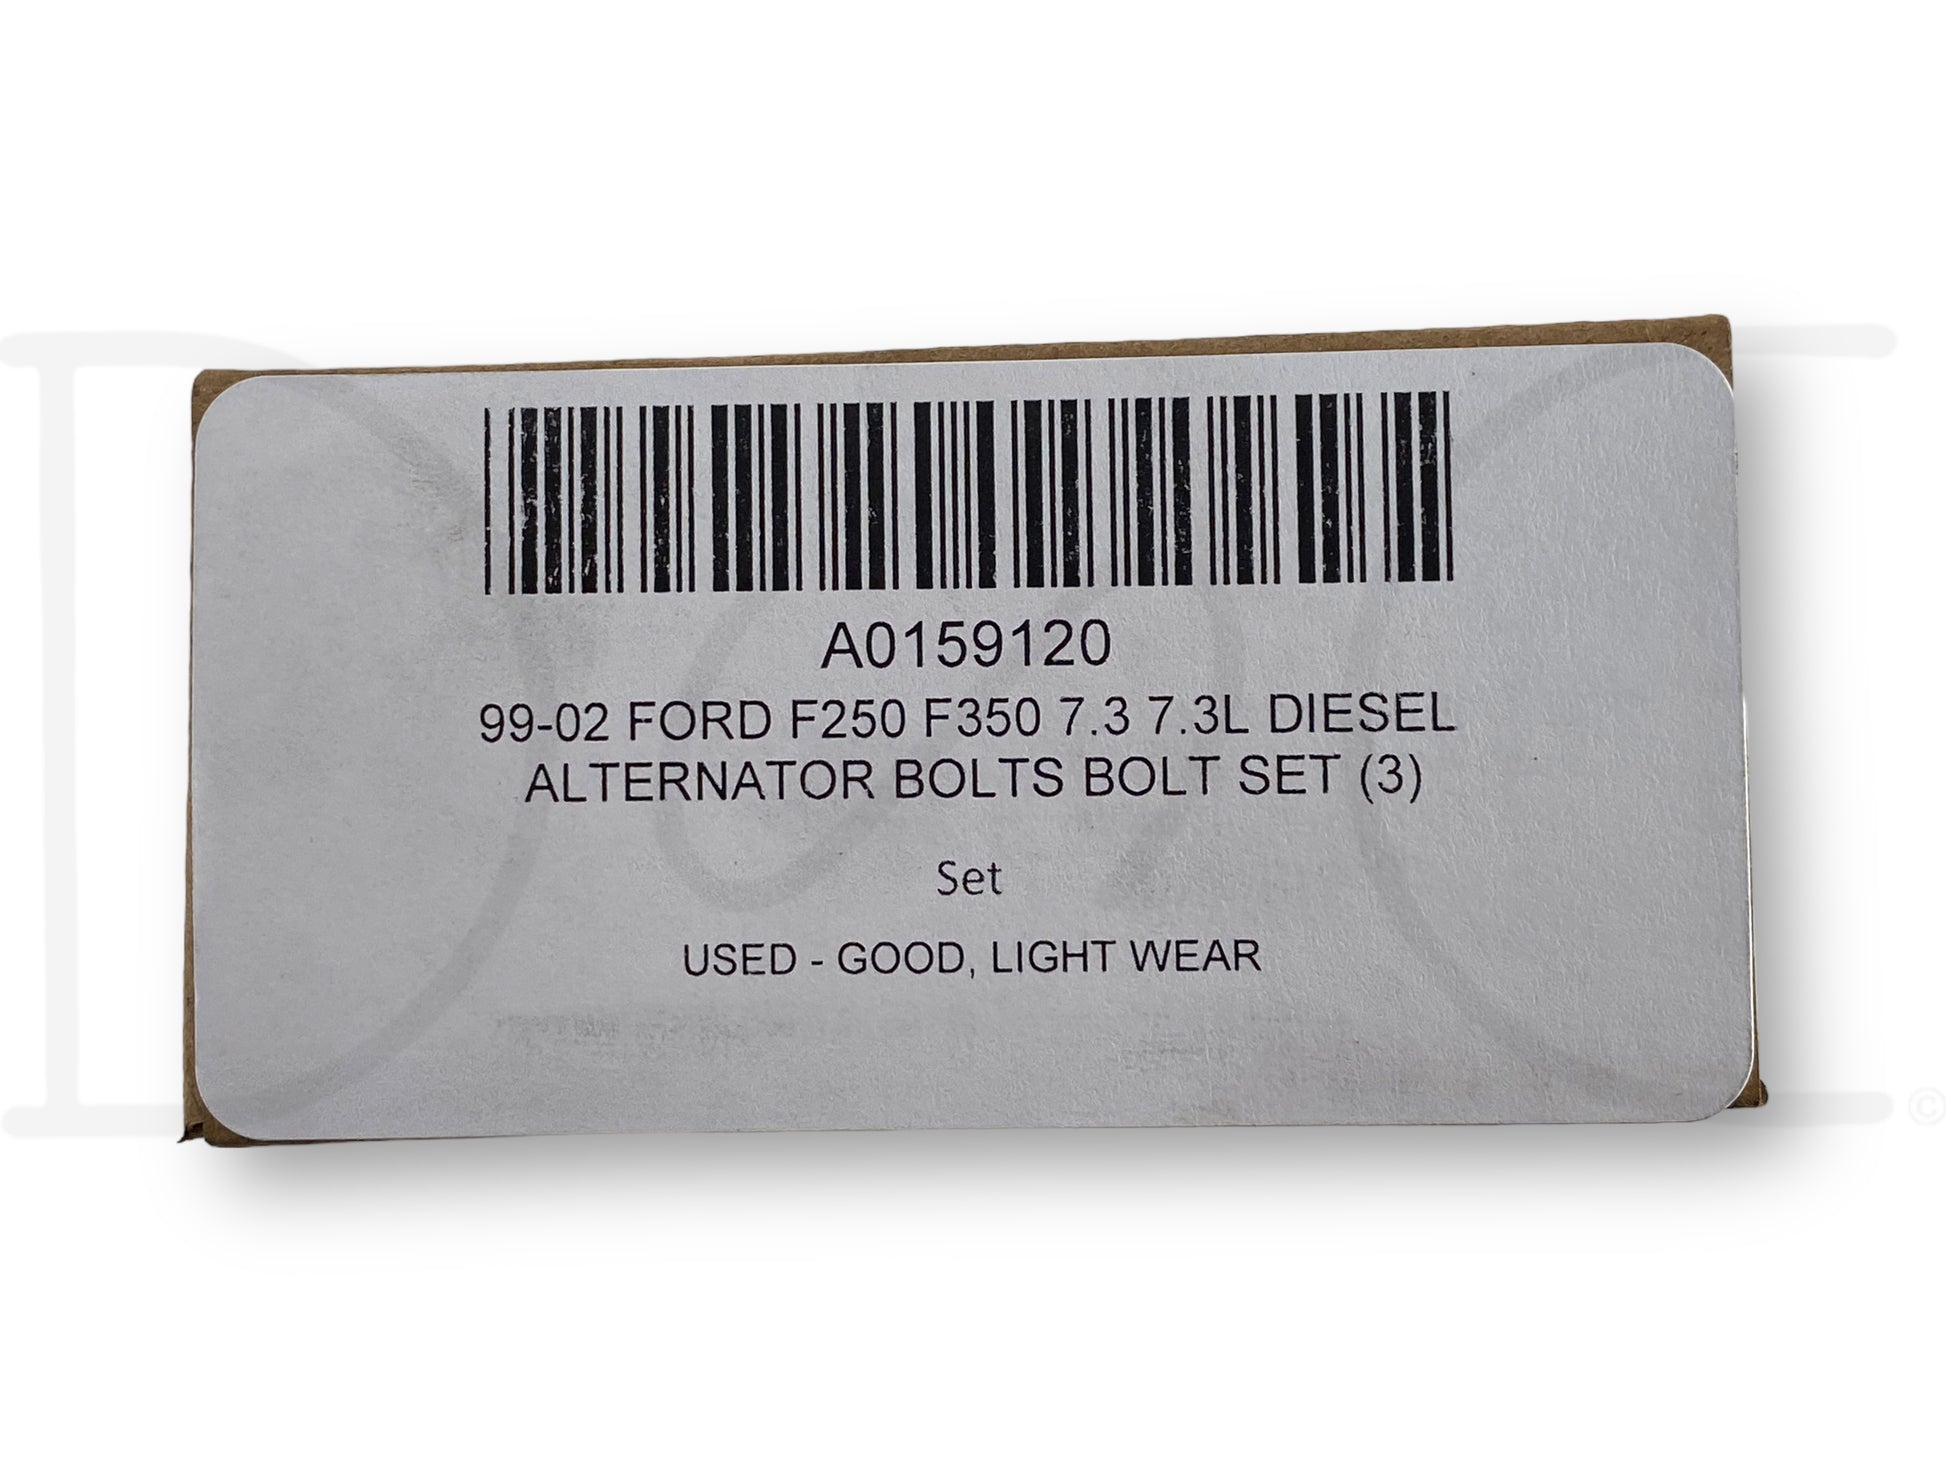 A0159120
99-02 FORD F250 F350 7.3 7.3L DIESEL
ALTERNATOR BOLTS BOLT SET (3)
Set
USED - GOOD, LIGHT WEAR
©